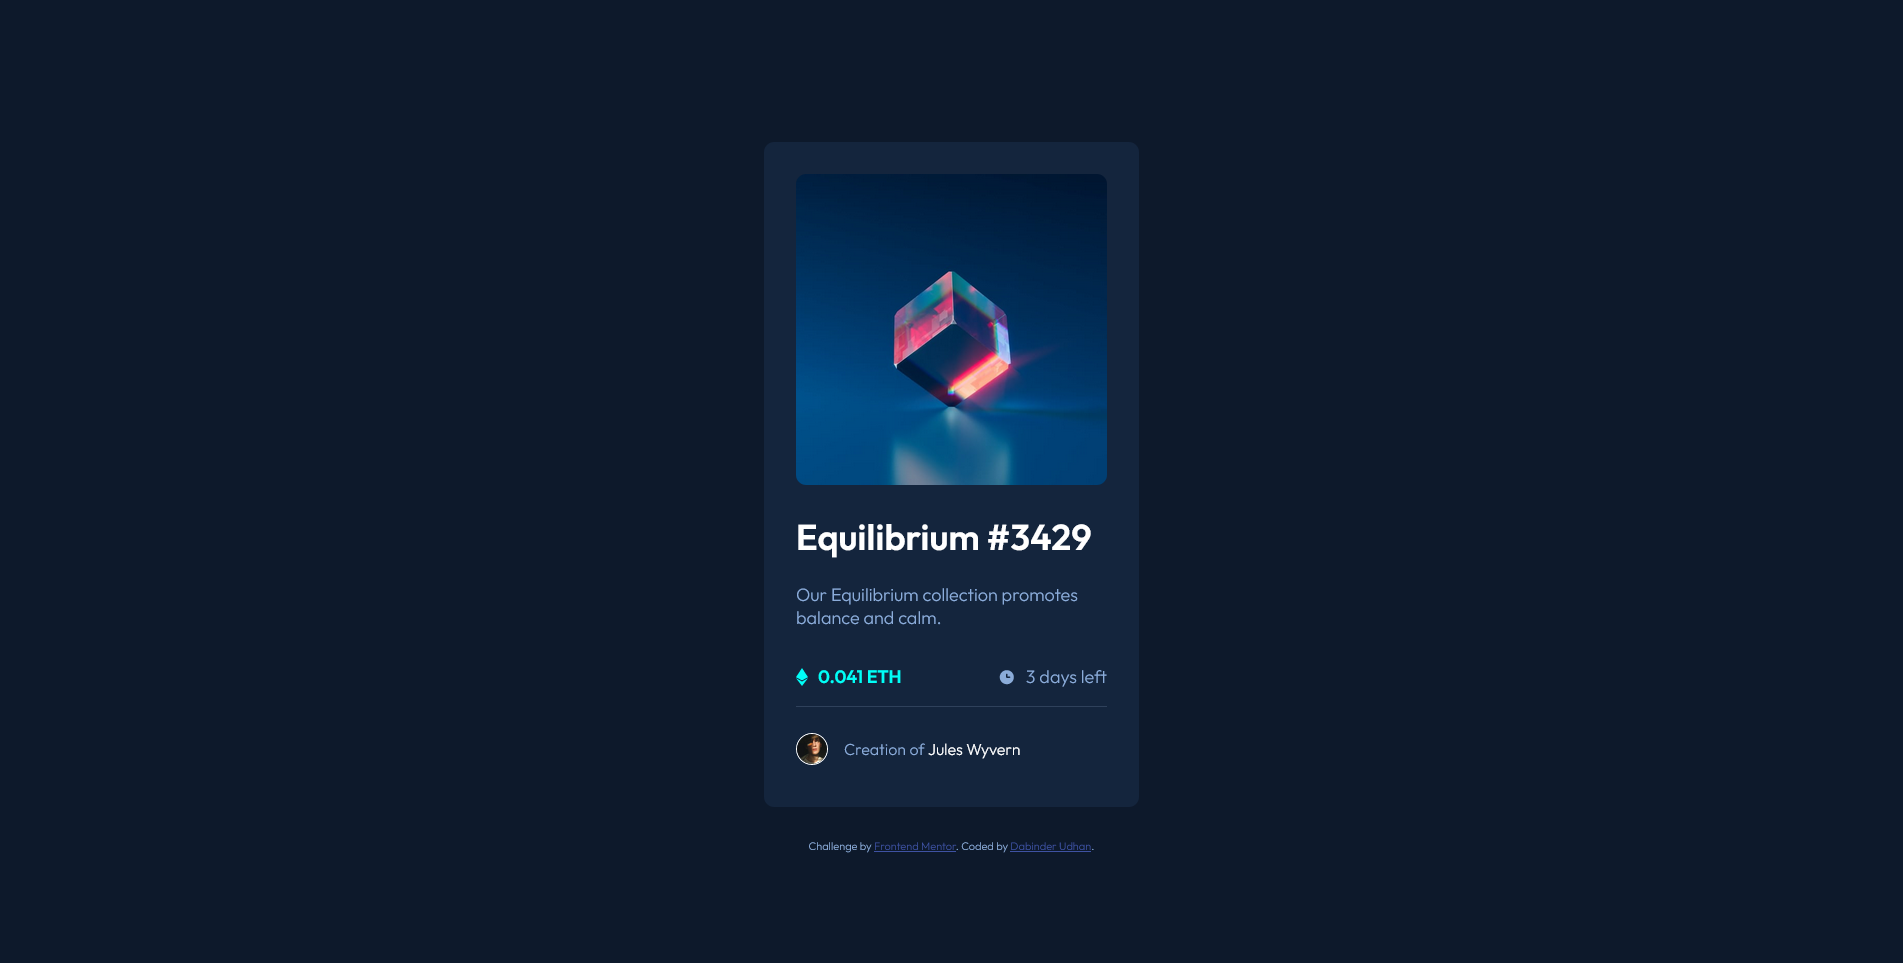 Equilibrium #3429
Our Equilibrium collection promotes
balance and calm.
0.041 ETH
3 days left
Creation of Jules Wyvern
Challenge by Frontend Mentor. Coded by Dabinder Udhan.